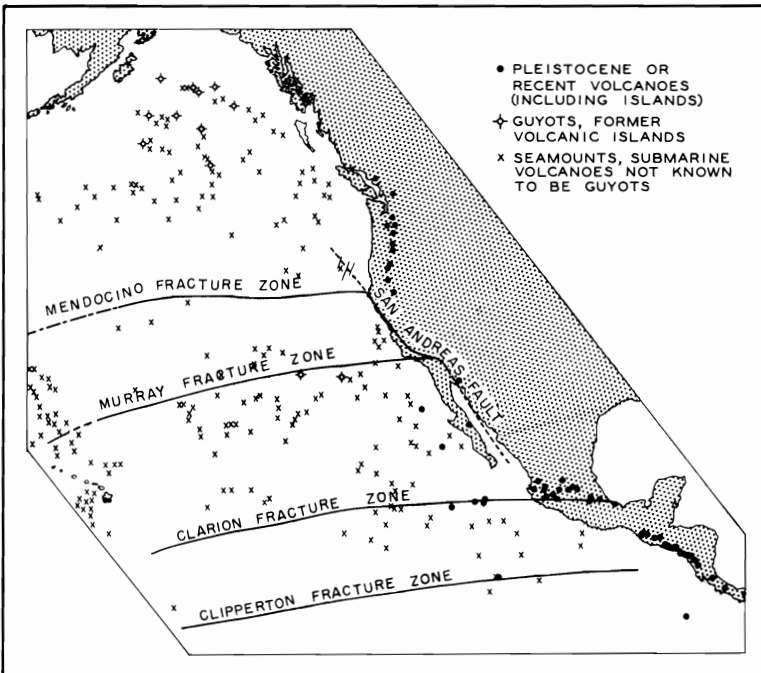 PLEISTOCENE OR
RECENT VOLCANOES
(INCLUDING ISLANDS)
GUYOTS, FORMER
VOLCANIC ISLANDS
SEAMOUNTS, SUBMARINE
VOLCANOES NOT KNOWN
TO BE GUYOTS
MENDOCINO FRACTURE ZONE
SAN ANDREAS FAULT
MURRAY FRACTURE ZONE
CLARION FRACTURE ZONE
CLIPPERTON FRACTURE ZONE